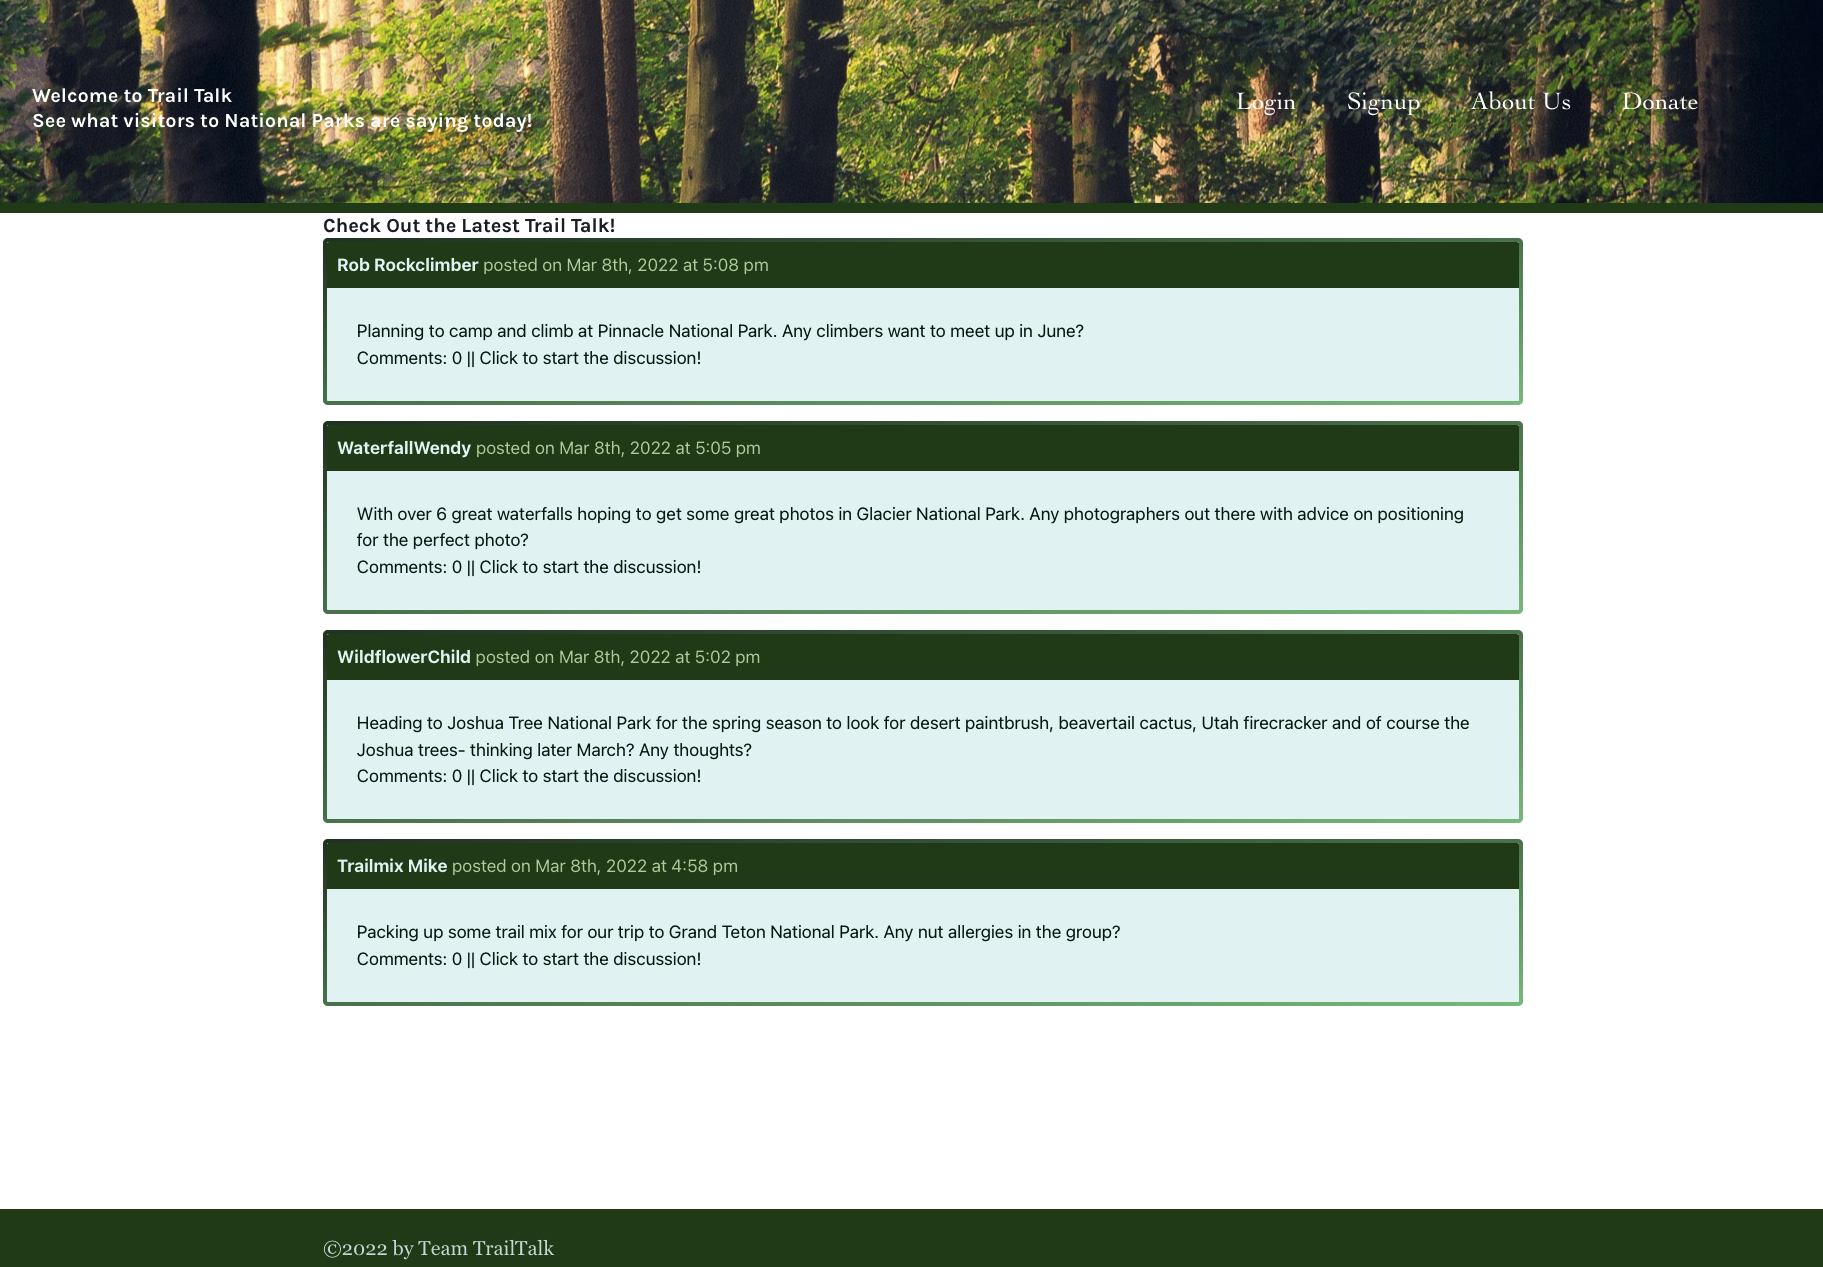 Welcome to Trail Talk
See what visitors to National Parks are saying today!
Login Signup About Us Donate
Check Out the Latest Trail Talk!
Rob Rockclimber posted on Mar 8th, 2022 at 5:08 pm
Planning to camp and climb at Pinnacle National Park. Any climbers want to meet up in June?
Comments: 0 || Click to start the discussion!
WaterfallWendy posted on Mar 8th, 2022 at 5:05 pm
With over 6 great waterfalls hoping to get some great photos in Glacier National Park. Any photographers out there with advice on positioning
for the perfect photo?
Comments: 0 || Click to start the discussion!
WildflowerChild posted on Mar 8th, 2022 at 5:02 pm
Heading to Joshua Tree National Park for the spring season to look for desert paintbrush, beavertail cactus, Utah firecracker and of course the
Joshua trees- thinking later March? Any thoughts?
Comments: 0 || Click to start the discussion!
Trailmix Mike posted on Mar 8th, 2022 at 4:58 pm
Packing up some trail mix for our trip to Grand Teton National Park. Any nut allergies in the group?
Comments: 0 || Click to start the discussion!
©2022 by Team TrailTalk